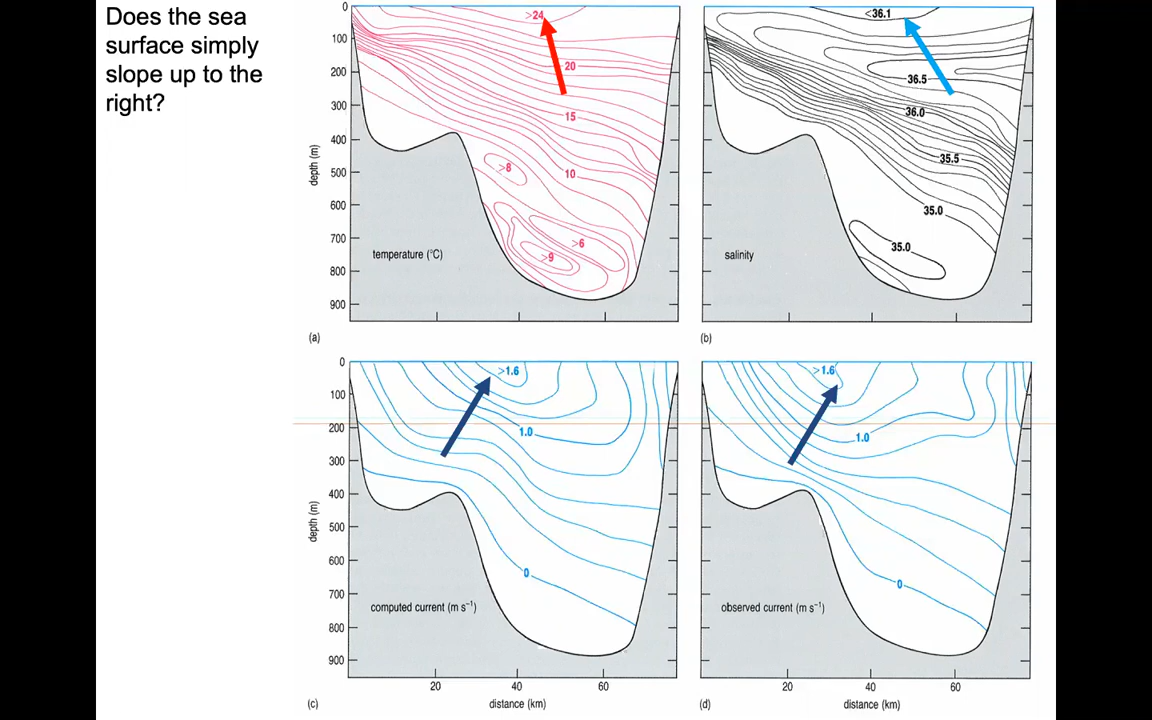 Does the sea
surface simply
slope up to the
right?
0
100
200
300
400
500
600
700
800
900
depth (m)
>24
20
15
10
>8
>6
>9
temperature (°C)
(a)
0
<36.1
36.5
36.0
35.5
35.0
35.0
salinity
(b)
0
100
200
300
400
500
600
700
800
900
depth (m)
>1.6
1.0
0
computed current (m s⁻¹)
20
40
60
(c)
distance (km)
0
>1.6
1.0
0
observed current (m s⁻¹)
20
40
60
(d)
distance (km)